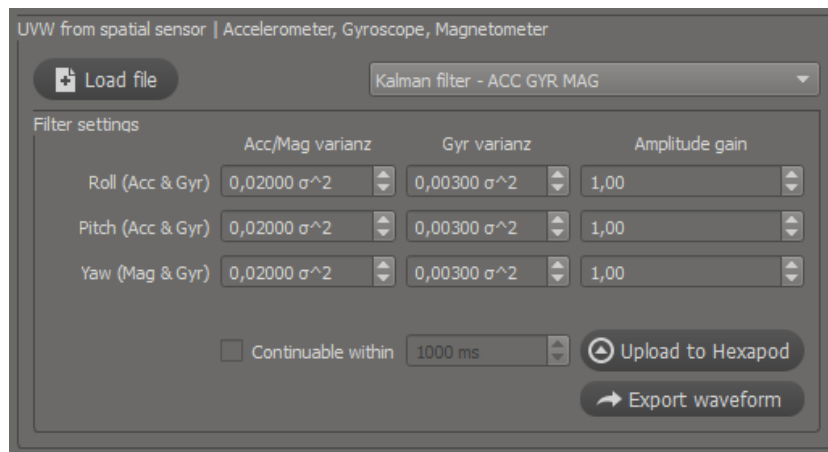 UVW from spatial sensor | Accelerometer, Gyroscope, Magnetometer
Load file Kalman filter - ACC GYR MAG
Filter settings
Acc/Mag varianz Gyr varianz Amplitude gain
Roll (Acc & Gyr) 0,02000 σ^2 0,00300 σ^2 1,00
Pitch (Acc & Gyr) 0,02000 σ^2 0,00300 σ^2 1,00
Yaw (Mag & Gyr) 0,02000 σ^2 0,00300 σ^2 1,00
Continuable within 1000 ms Upload to Hexapod
Export waveform